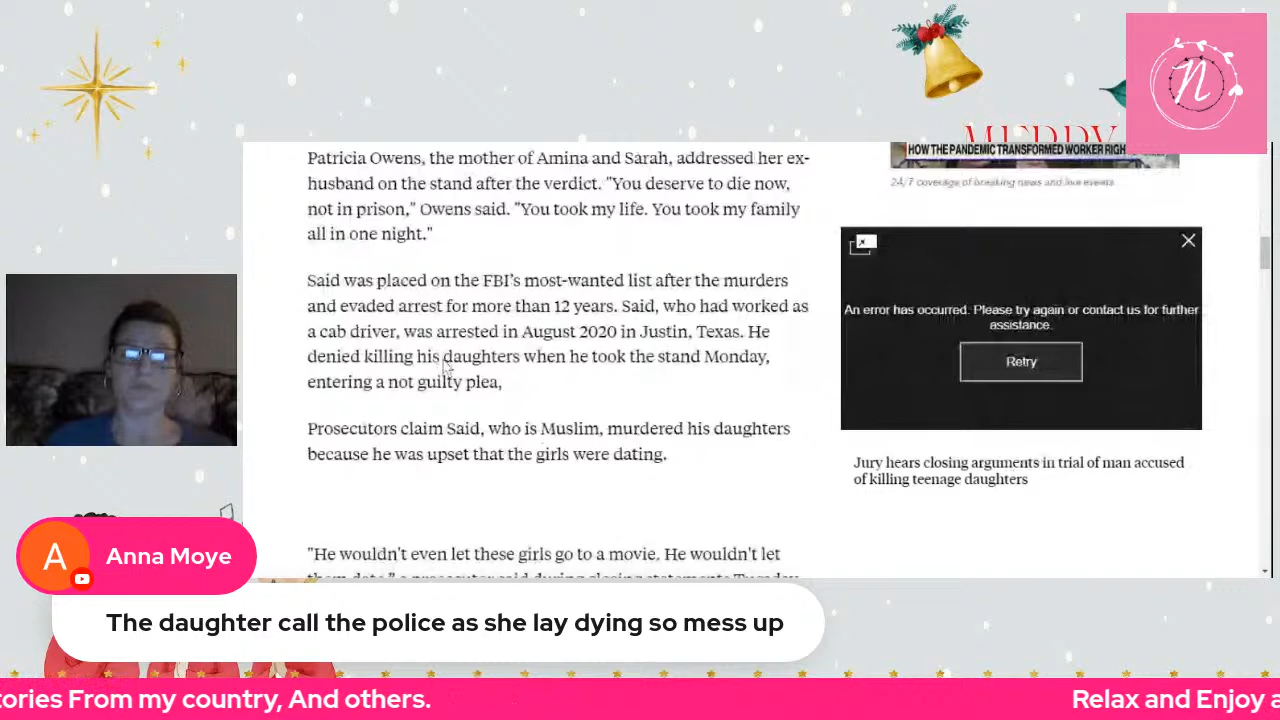 MERRY
HOW THE PANDEMIC TRANSFORMED WORKER RIGH
24/7 coverage of breaking news and live events
Patricia Owens, the mother of Amina and Sarah, addressed her ex-
husband on the stand after the verdict. "You deserve to die now,
not in prison," Owens said. "You took my life. You took my family
all in one night."
Said was placed on the FBI's most-wanted list after the murders
and evaded arrest for more than 12 years. Said, who had worked as
a cab driver, was arrested in August 2020 in Justin, Texas. He
denied killing his daughters when he took the stand Monday,
entering a not guilty plea,
Prosecutors claim Said, who is Muslim, murdered his daughters
because he was upset that the girls were dating.
"He wouldn't even let these girls go to a movie. He wouldn't let
An error has occurred. Please try again or contact us for further
assistance.
Retry
Jury hears closing arguments in trial of man accused
of killing teenage daughters
N
A
Anna Moye
The daughter call the police as she lay dying so mess up
tories From my country, And others.
Relax and Enjoy a